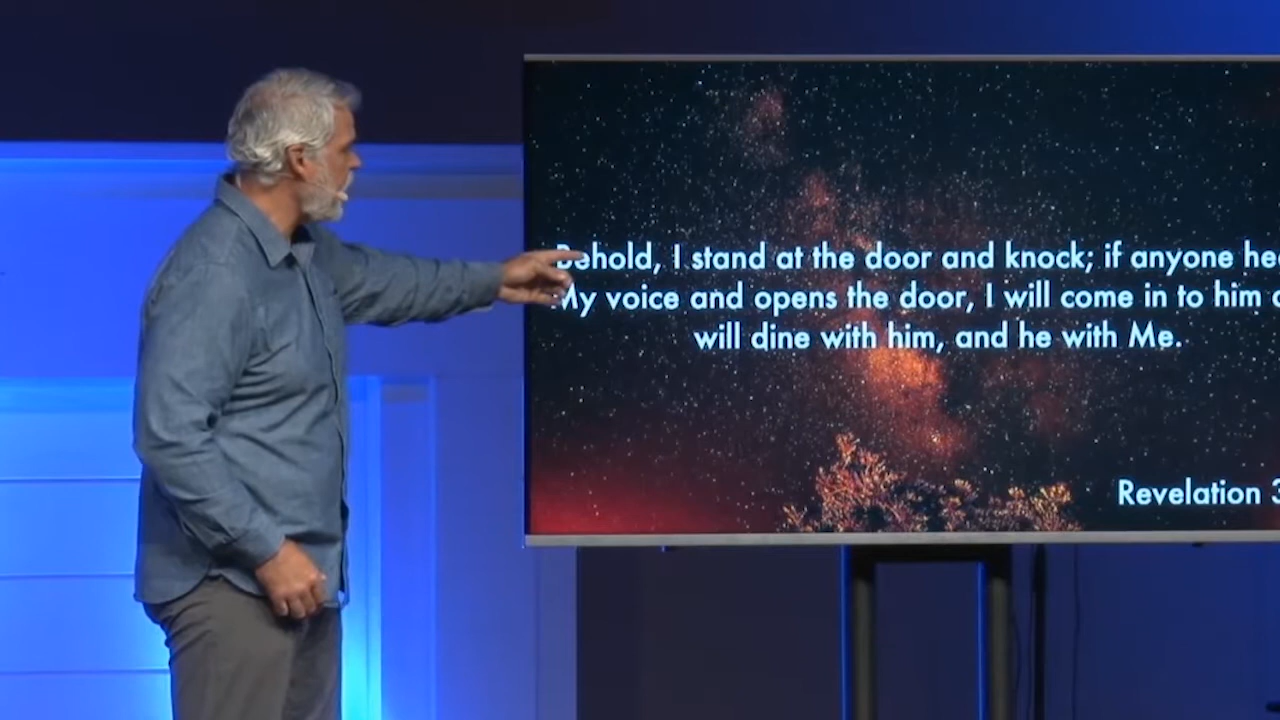 Behold, I stand at the door and knock; if anyone
My voice and opens the door, I will come in to him
will dine with him, and he with Me.
Revelation 3